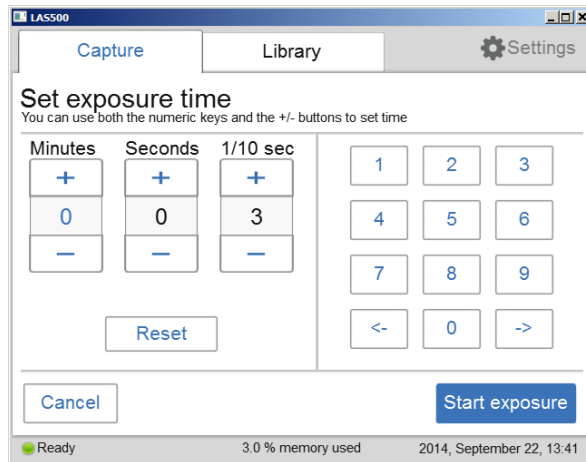 LAS500
Capture Library Settings
Set exposure time
You can use both the numeric keys and the +/- buttons to set time
Minutes Seconds 1/10 sec
+ + +
0 0 3
− − −
Reset
1 2 3
4 5 6
7 8 9
<- 0 ->
Cancel Start exposure
Ready 3.0 % memory used 2014, September 22, 13:41